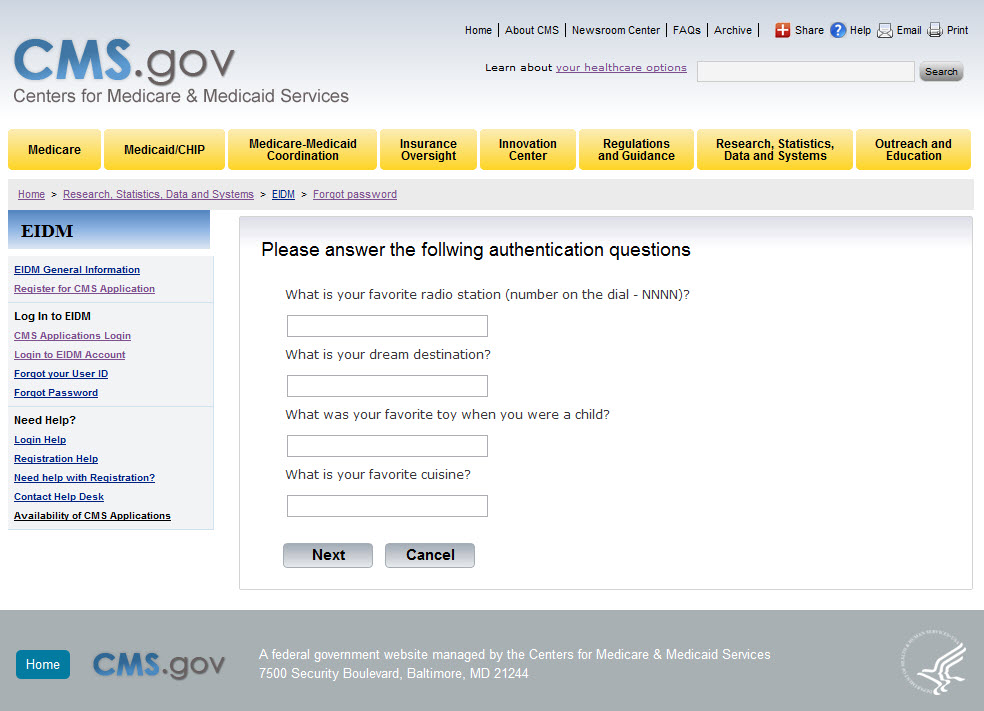 Home | About CMS | Newsroom Center | FAQs | Archive | Share Help Email Print
CMS.gov
Centers for Medicare & Medicaid Services
Learn about your healthcare options
Search
Medicare
Medicaid/CHIP
Medicare-Medicaid
Coordination
Insurance
Oversight
Innovation
Center
Regulations
and Guidance
Research, Statistics,
Data and Systems
Outreach and
Education
Home > Research, Statistics, Data and Systems > EIDM > Forgot password
EIDM
EIDM General Information
Register for CMS Application
Log In to EIDM
CMS Applications Login
Login to EIDM Account
Forgot your User ID
Forgot Password
Need Help?
Login Help
Registration Help
Need help with Registration?
Contact Help Desk
Availability of CMS Applications
Please answer the follwing authentication questions
What is your favorite radio station (number on the dial - NNNN)?
What is your dream destination?
What was your favorite toy when you were a child?
What is your favorite cuisine?
Next
Cancel
Home
CMS.gov
A federal government website managed by the Centers for Medicare & Medicaid Services
7500 Security Boulevard, Baltimore, MD 21244